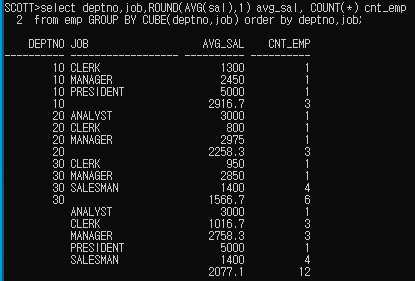 SCOTT>select deptno,job,ROUND(AVG(sal),1) avg_sal, COUNT(*) cnt_emp
  2  from emp GROUP BY CUBE(deptno,job) order by deptno,job;

    DEPTNO JOB                   AVG_SAL    CNT_EMP
---------- ------------------ ---------- ----------
        10 CLERK                    1300          1
        10 MANAGER                  2450          1
        10 PRESIDENT                5000          1
        10                        2916.7          3
        20 ANALYST                  3000          1
        20 CLERK                     800          1
        20 MANAGER                  2975          1
        20                        2258.3          3
        30 CLERK                     950          1
        30 MANAGER                  2850          1
        30 SALESMAN                 1400          4
        30                        1566.7          6
           ANALYST                  3000          1
           CLERK                  1016.7          3
           MANAGER                2758.3          3
           PRESIDENT                5000          1
           SALESMAN                 1400          4
                                  2077.1         12